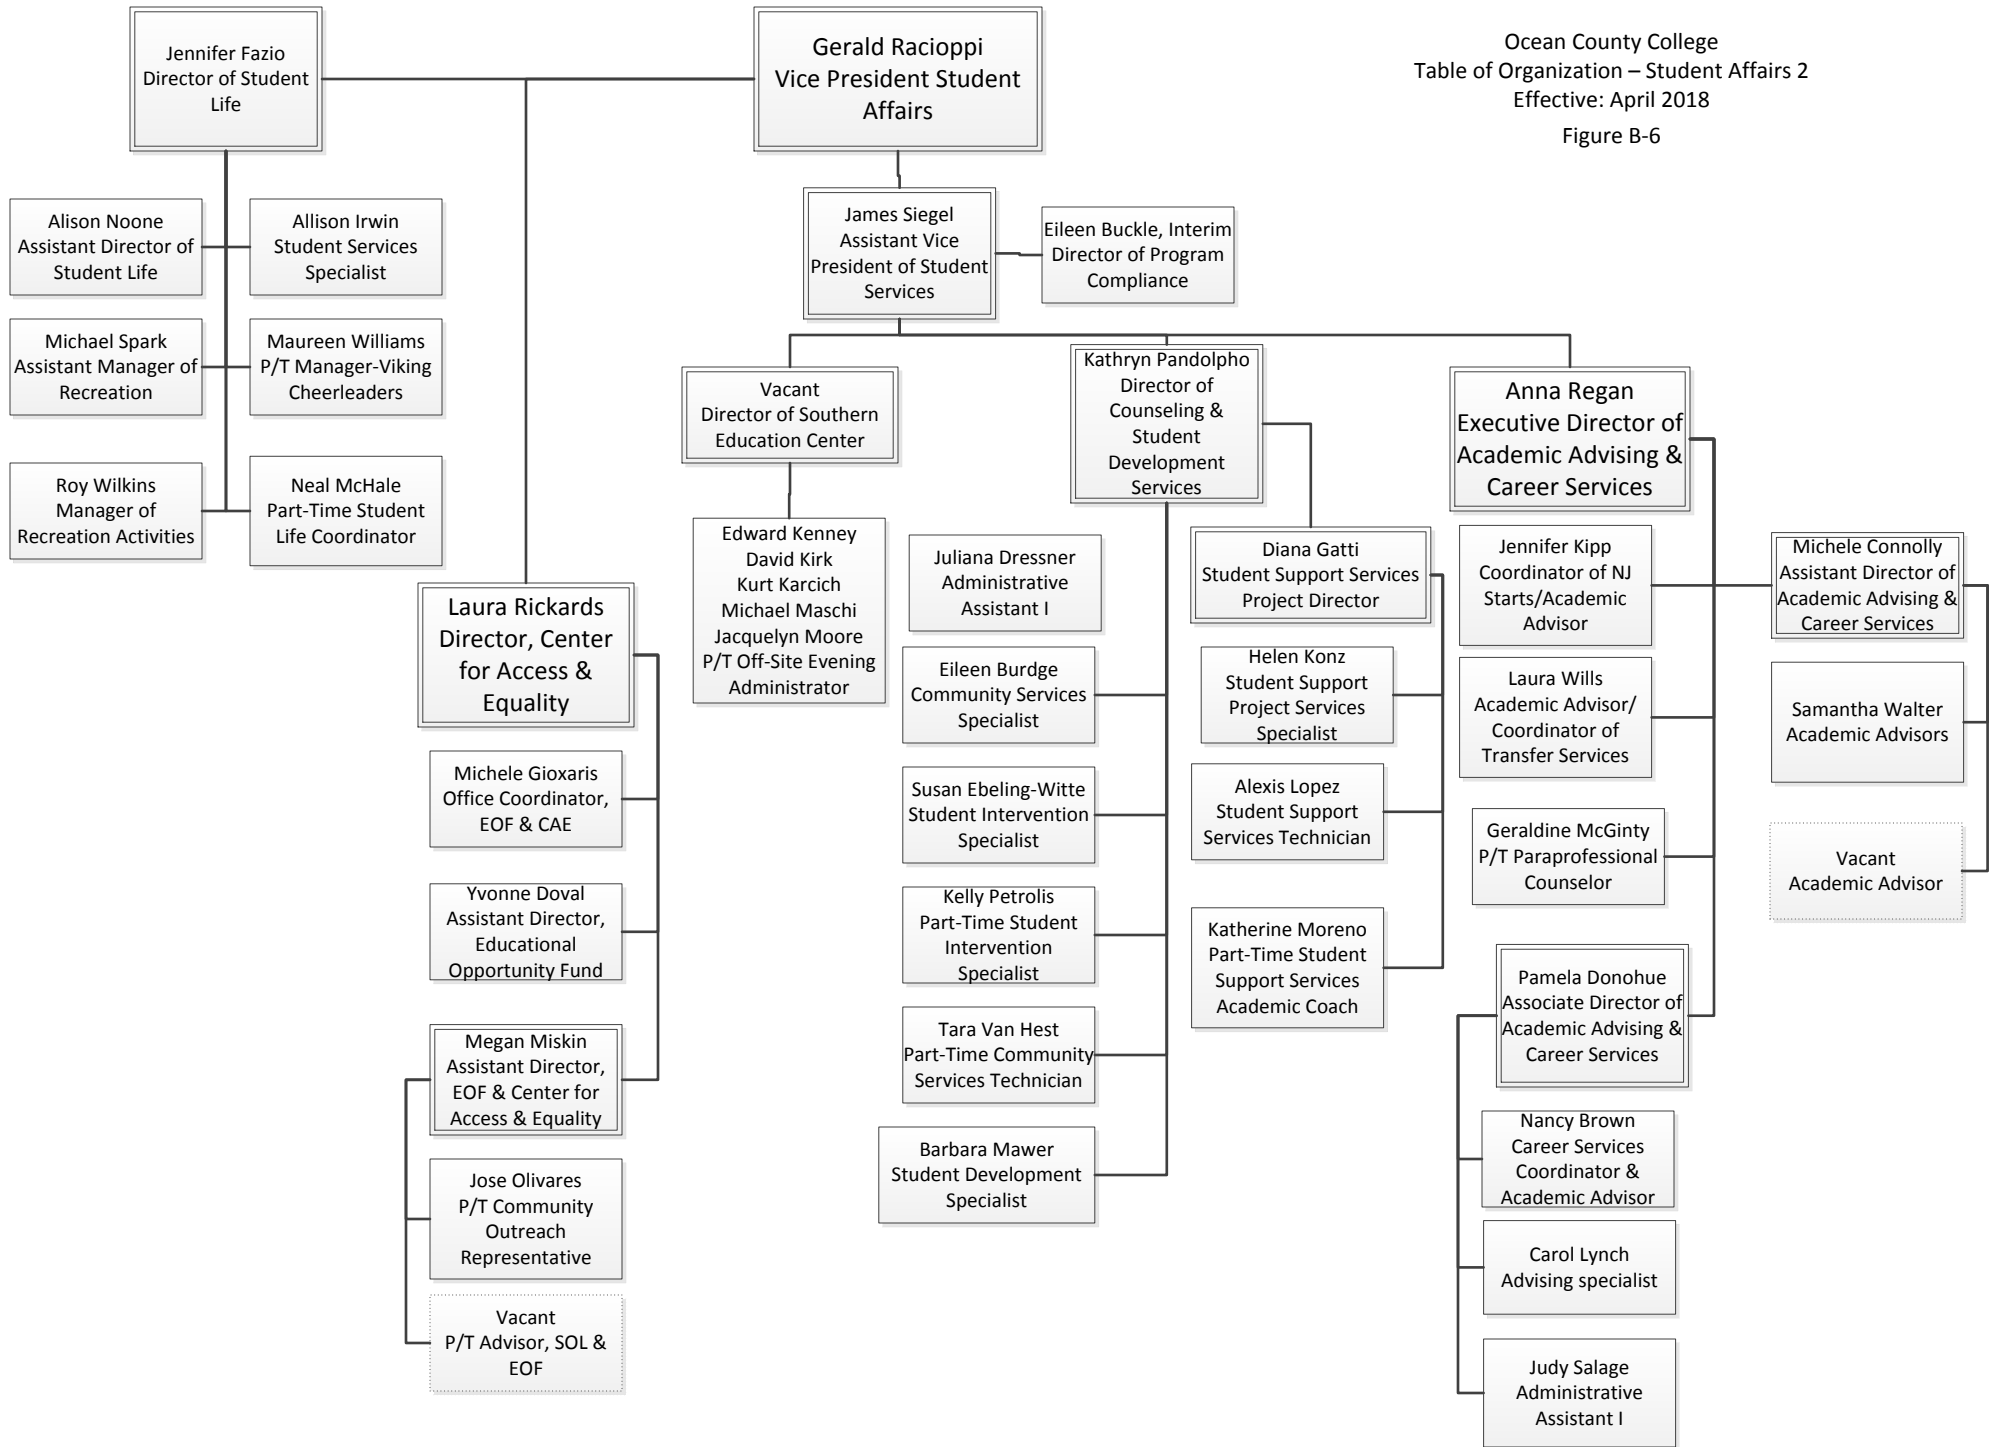 Jennifer Fazio
Director of Student
Life
Gerald Racioppi
Vice President Student
Affairs
Ocean County College
Table of Organization – Student Affairs 2
Effective: April 2018
Figure B-6
Alison Noone
Assistant Director of
Student Life
Allison Irwin
Student Services
Specialist
James Siegel
Assistant Vice
President of Student
Services
Eileen Buckle, Interim
Director of Program
Compliance
Michael Spark
Assistant Manager of
Recreation
Maureen Williams
P/T Manager-Viking
Cheerleaders
Roy Wilkins
Manager of
Recreation Activities
Neal McHale
Part-Time Student
Life Coordinator
Vacant
Director of Southern
Education Center
Kathryn Pandolpho
Director of
Counseling &
Student
Development
Services
Anna Regan
Executive Director of
Academic Advising &
Career Services
Edward Kenney
David Kirk
Kurt Karcich
Michael Maschi
Jacquelyn Moore
P/T Off-Site Evening
Administrator
Laura Rickards
Director, Center
for Access &
Equality
Michele Gioxaris
Office Coordinator,
EOF & CAE
Yvonne Doval
Assistant Director,
Educational
Opportunity Fund
Megan Miskin
Assistant Director,
EOF & Center for
Access & Equality
Jose Olivares
P/T Community
Outreach
Representative
Vacant
P/T Advisor, SOL &
EOF
Juliana Dressner
Administrative
Assistant I
Eileen Burdge
Community Services
Specialist
Susan Ebeling-Witte
Student Intervention
Specialist
Kelly Petrolis
Part-Time Student
Intervention
Specialist
Tara Van Hest
Part-Time Community
Services Technician
Barbara Mawer
Student Development
Specialist
Diana Gatti
Student Support Services
Project Director
Helen Konz
Student Support
Project Services
Specialist
Alexis Lopez
Student Support
Services Technician
Katherine Moreno
Part-Time Student
Support Services
Academic Coach
Jennifer Kipp
Coordinator of NJ
Starts/Academic
Advisor
Laura Wills
Academic Advisor/
Coordinator of
Transfer Services
Geraldine McGinty
P/T Paraprofessional
Counselor
Pamela Donohue
Associate Director of
Academic Advising &
Career Services
Nancy Brown
Career Services
Coordinator &
Academic Advisor
Carol Lynch
Advising specialist
Judy Salage
Administrative
Assistant I
Michele Connolly
Assistant Director of
Academic Advising &
Career Services
Samantha Walter
Academic Advisors
Vacant
Academic Advisor